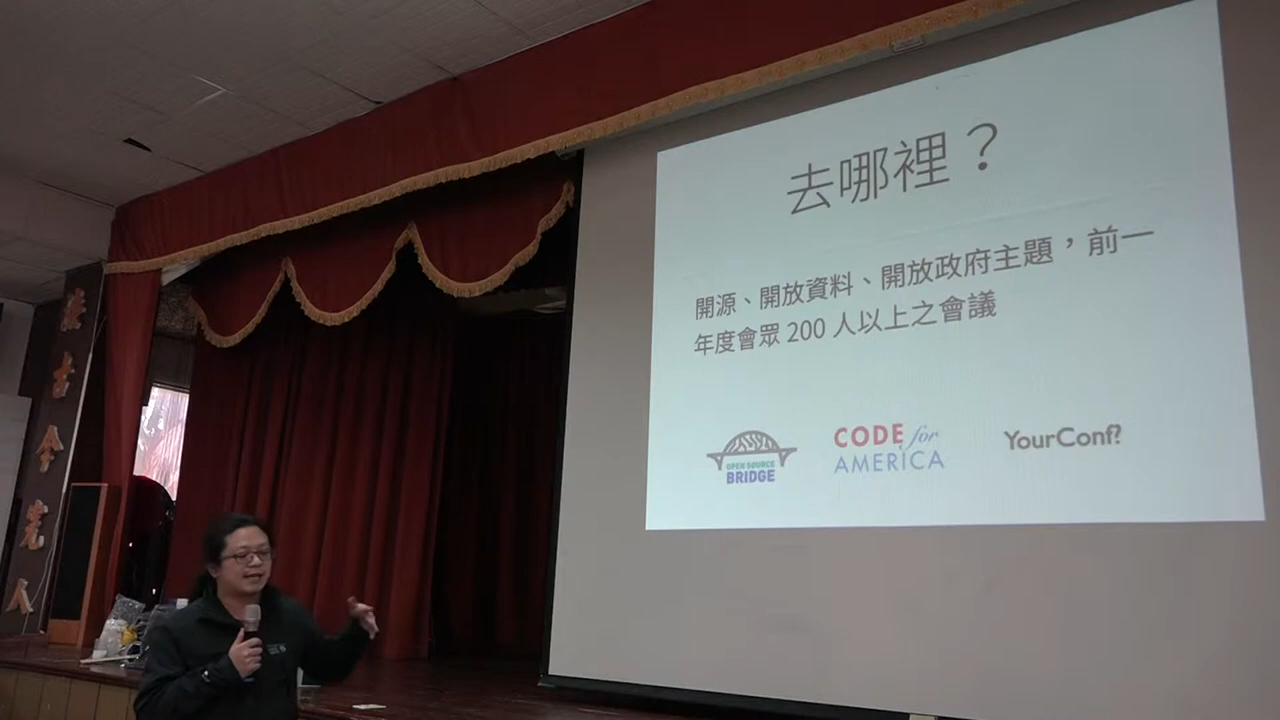 去哪裡？
開源、開放資料、開放政府主題，前一
年度會眾 200 人以上之會議
OPEN SOURCE
BRIDGE
CODE for
AMERICA
YourConf?